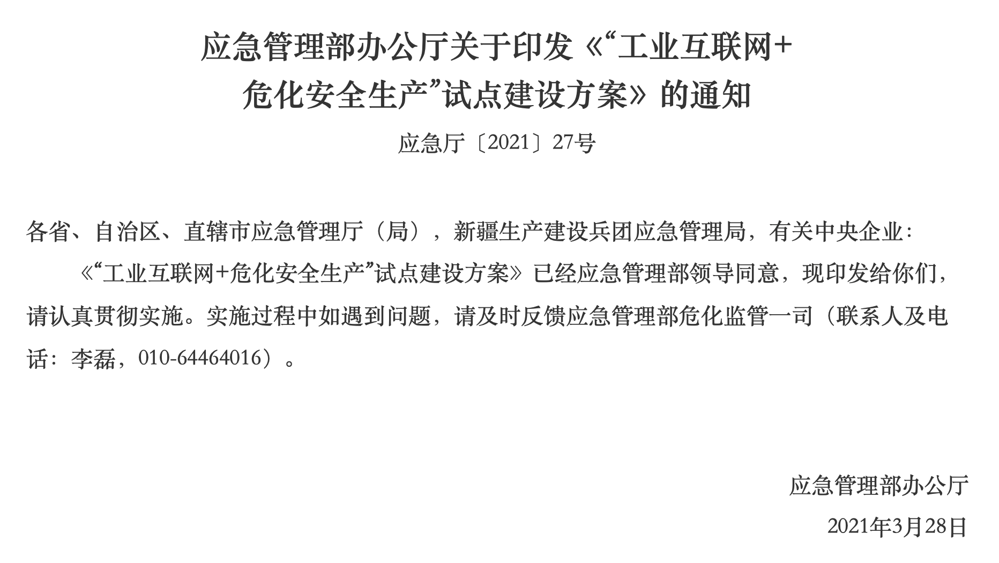 应急管理部办公厅关于印发《“工业互联网+
危化安全生产”试点建设方案》的通知
应急厅〔2021〕27号
各省、自治区、直辖市应急管理厅（局），新疆生产建设兵团应急管理局，有关中央企业：
《“工业互联网+危化安全生产”试点建设方案》已经应急管理部领导同意，现印发给你们，
请认真贯彻实施。实施过程中如遇到问题，请及时反馈应急管理部危化监管一司（联系人及电
话：李磊，010-64464016）。
应急管理部办公厅
2021年3月28日